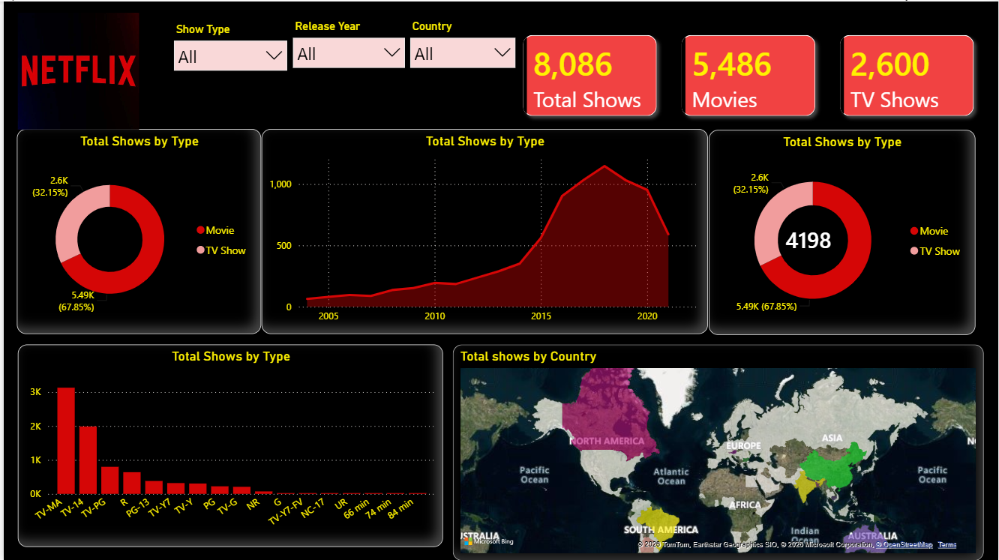 NETFLIX
Show Type
All
Release Year
All
Country
All
8,086
Total Shows
5,486
Movies
2,600
TV Shows
Total Shows by Type
2.6K
(32.15%)
5.49K
(67.85%)
Movie
TV Show
Total Shows by Type
1,000
500
0
2005
2010
2015
2020
Total Shows by Type
2.6K
(32.15%)
4198
5.49K (67.85%)
Movie
TV Show
Total Shows by Type
3K
2K
1K
0K
TV-MA
TV-14
TV-PG
R
PG-13
TV-Y7
TV-Y
PG
TV-G
NR
G
TV-Y7-FV
NC-17
UR
66 min
74 min
84 min
Total shows by Country
NORTH AMERICA
EUROPE
ASIA
Pacific
Ocean
Atlantic
Ocean
Pacific
Ocean
AFRICA
SOUTH AMERICA
Indian
Ocean
STRALIA
AUSTRALIA
Microsoft Bing
TomTom, Earthstar Geographics SIO, © 2026 Microsoft Corporation, © OpenStreetMap Terms